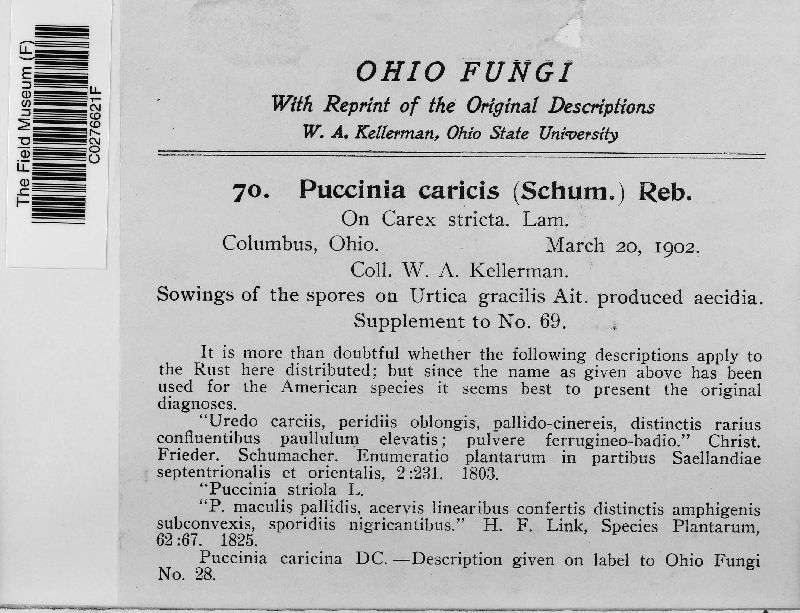 The Field Museum (F)
C0276621F
OHIO FUNGI
With Reprint of the Original Descriptions
W. A. Kellerman, Ohio State University
70. Puccinia caricis (Schum.) Reb.
On Carex stricta. Lam.
Columbus, Ohio. March 20, 1902.
Coll. W. A. Kellerman.
Sowings of the spores on Urtica gracilis Ait. produced aecidia.
Supplement to No. 69.
It is more than doubtful whether the following descriptions apply to
the Rust here distributed; but since the name as given above has been
used for the American species it seems best to present the original
diagnoses.
"Uredo carciis, peridiis oblongis, pallido-cinereis, distinctis rarius
confluentibus paullulum elevatis; pulvere ferrugineo-badio." Christ.
Frieder. Schumacher. Enumeratio plantarum in partibus Saellandiae
septentrionalis et orientalis, 2:231. 1803.
"Puccinia striola L.
"P. maculis pallidis, acervis linearibus confertis distinctis amphigenis
subconvexis, sporidiis nigricantibus." H. F. Link, Species Plantarum,
62:67. 1825.
Puccinia caricina DC.—Description given on label to Ohio Fungi
No. 28.